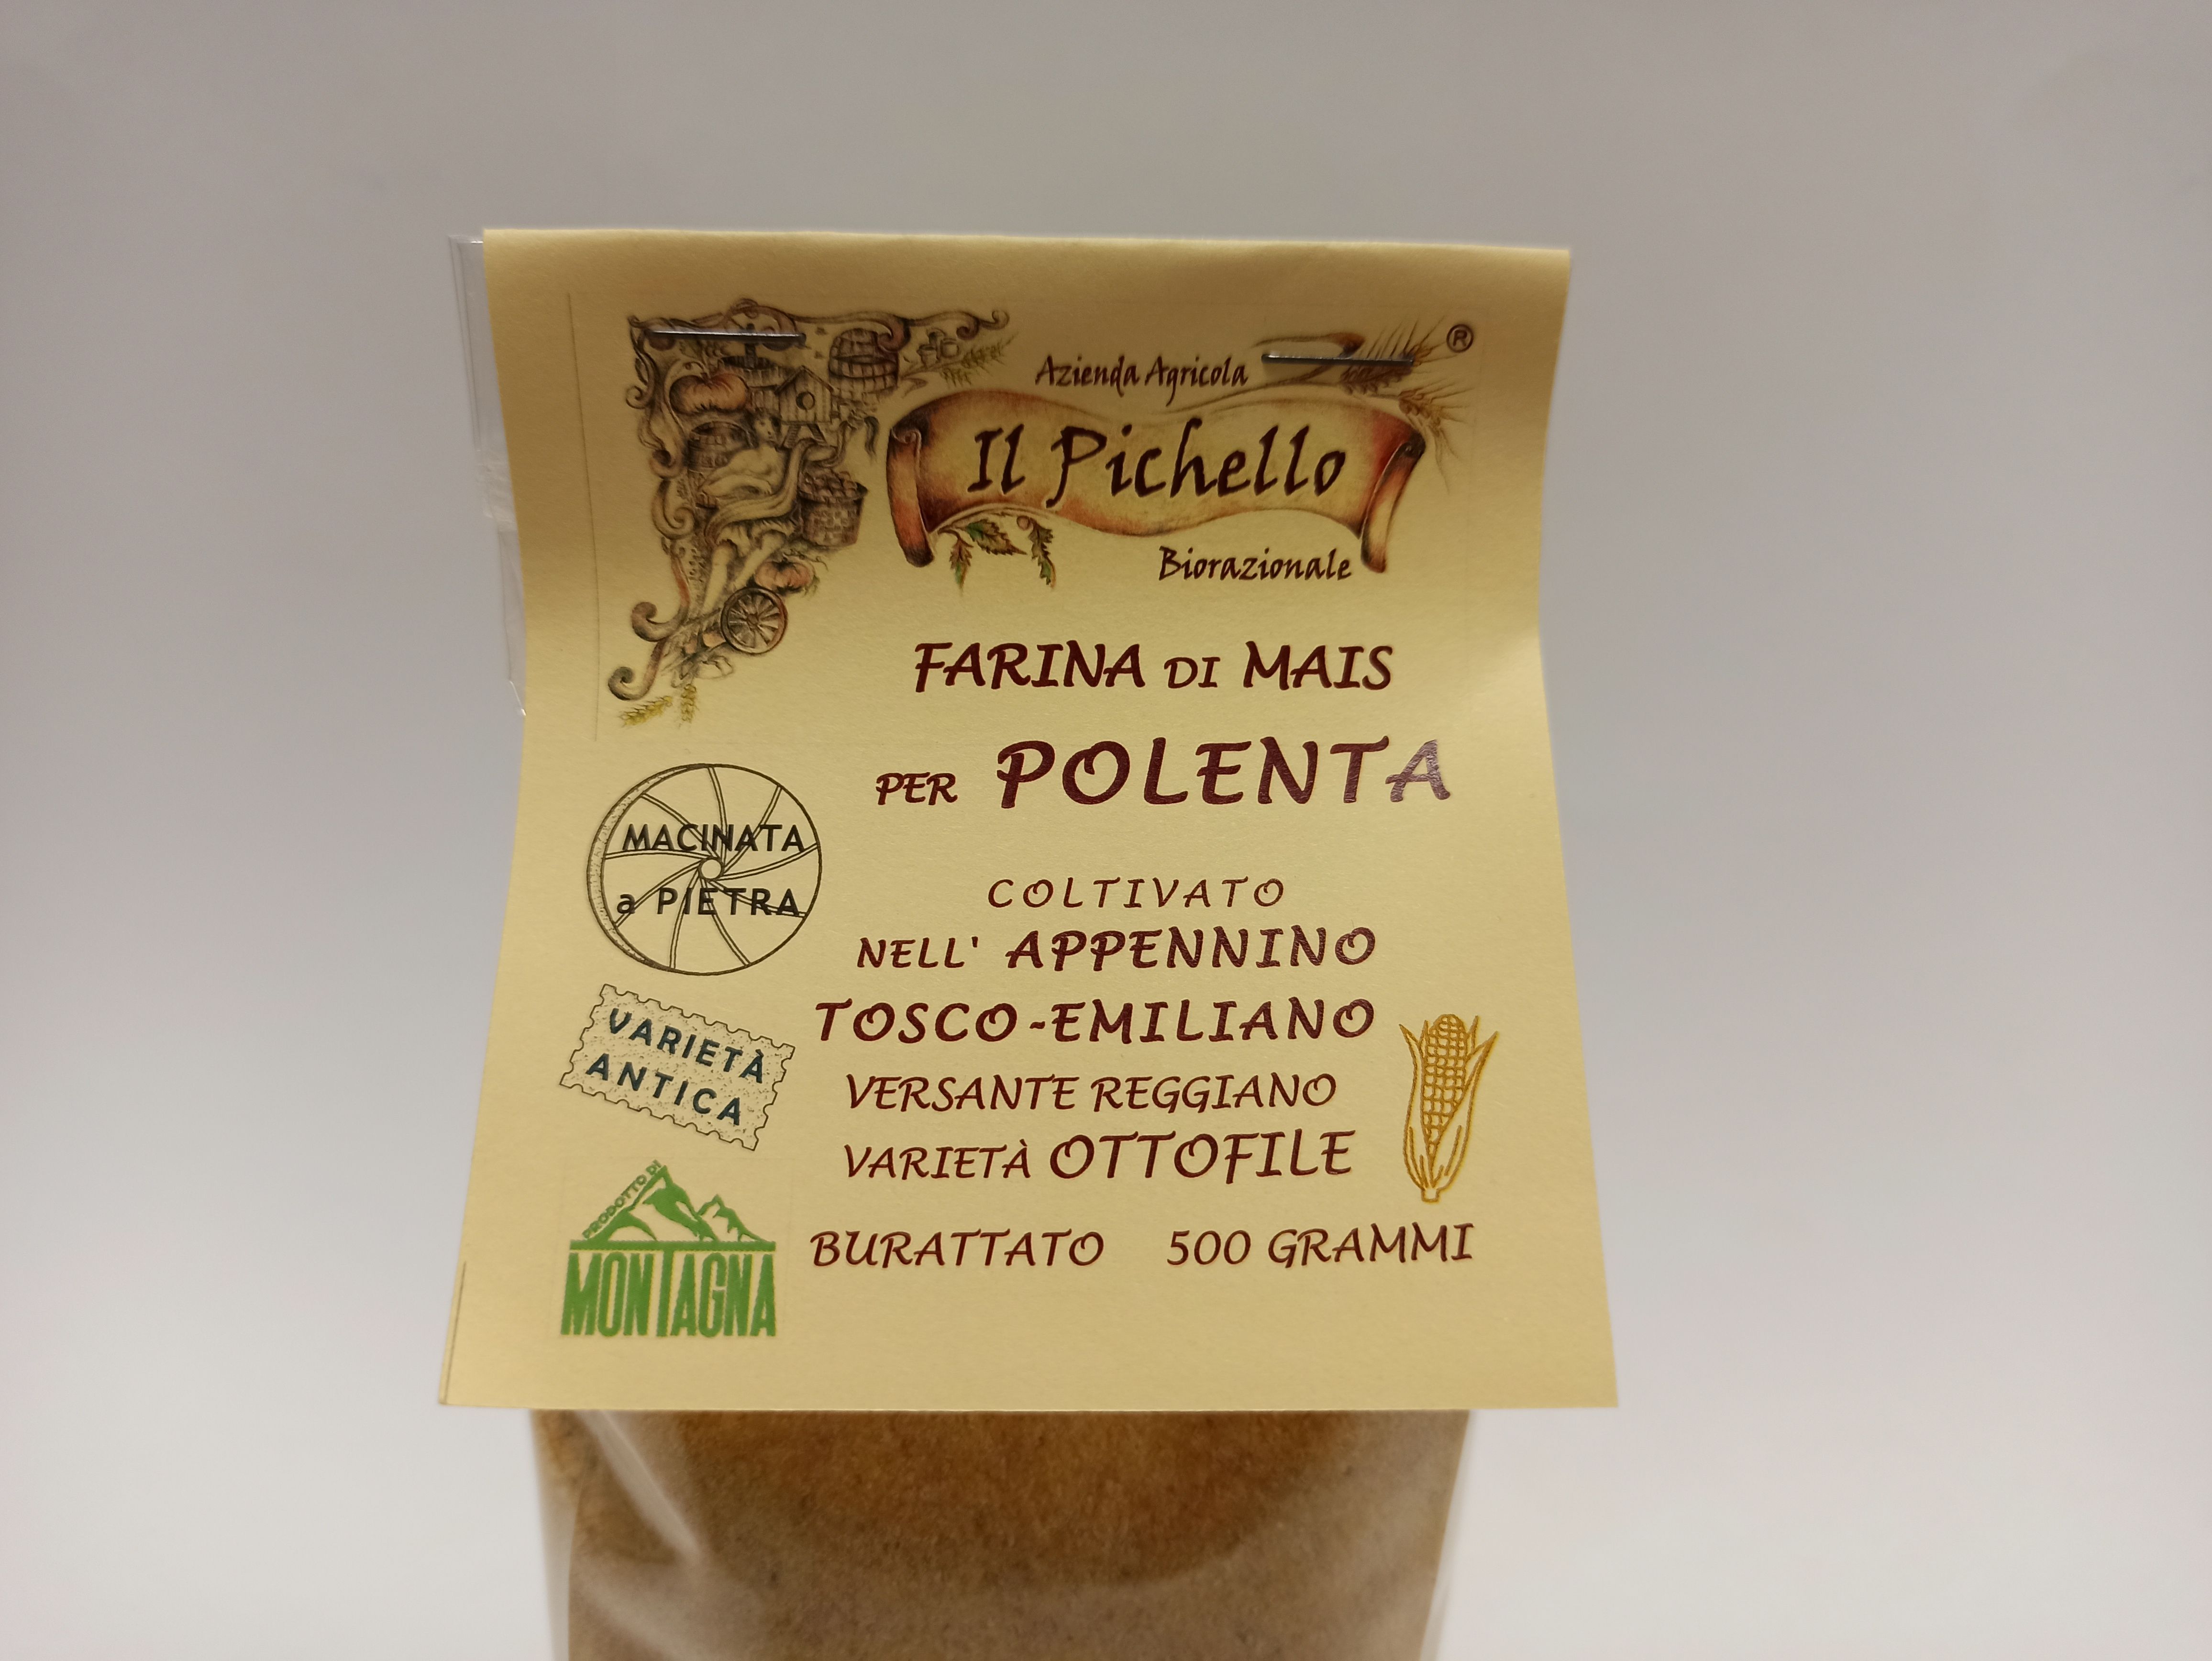 Azienda Agricola
®
Il Pichello
Biorazionale
FARINA DI MAIS
PER POLENTA
MACINATA
a PIETRA
COLTIVATO
NELL' APPENNINO
TOSCO-EMILIANO
VERSANTE REGGIANO
VARIETÀ OTTOFILE
VARIETÀ
ANTICA
PRODOTTO DI
MONTAGNA
BURATTATO 500 GRAMMI